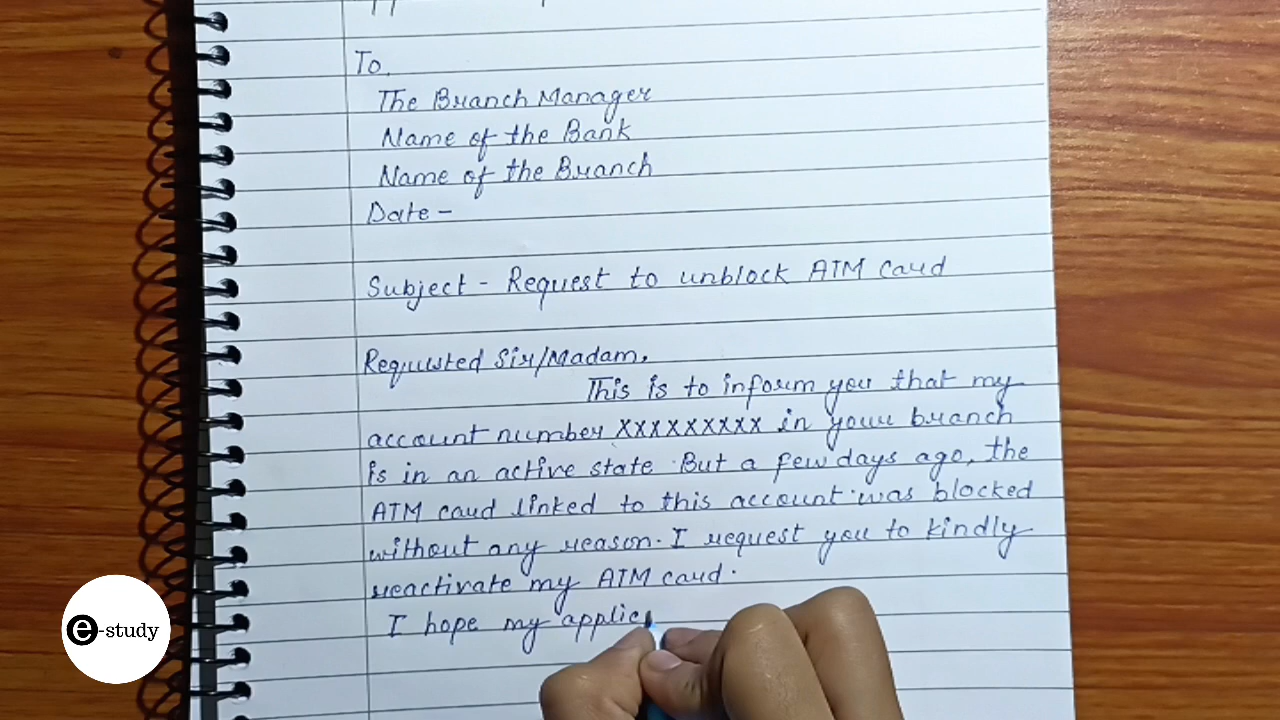 To,
The Branch Manager
Name of the Bank
Name of the Branch
Date -
Subject - Request to unblock ATM card
Requested Sir/Madam,
This is to inform you that my
account number XXXXXXXXX in your branch
is in an active state. But a few days ago, the
ATM card linked to this account was blocked
without any reason. I request you to kindly
reactivate my ATM card.
I hope my applic
e-study